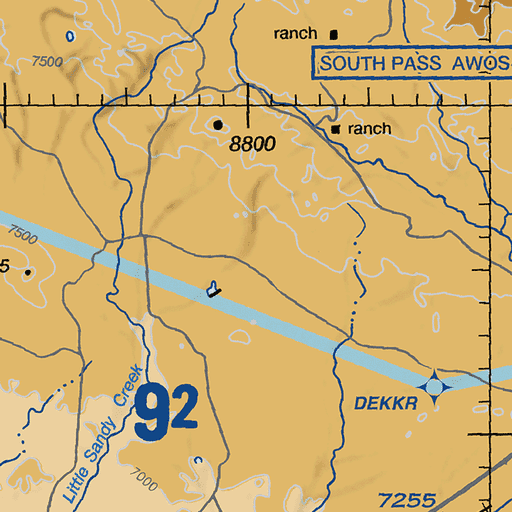 ranch
7500
SOUTH PASS AWOS
ranch
8800
7500
5
Little Sandy Creek
92
DEKKR
7000
7255